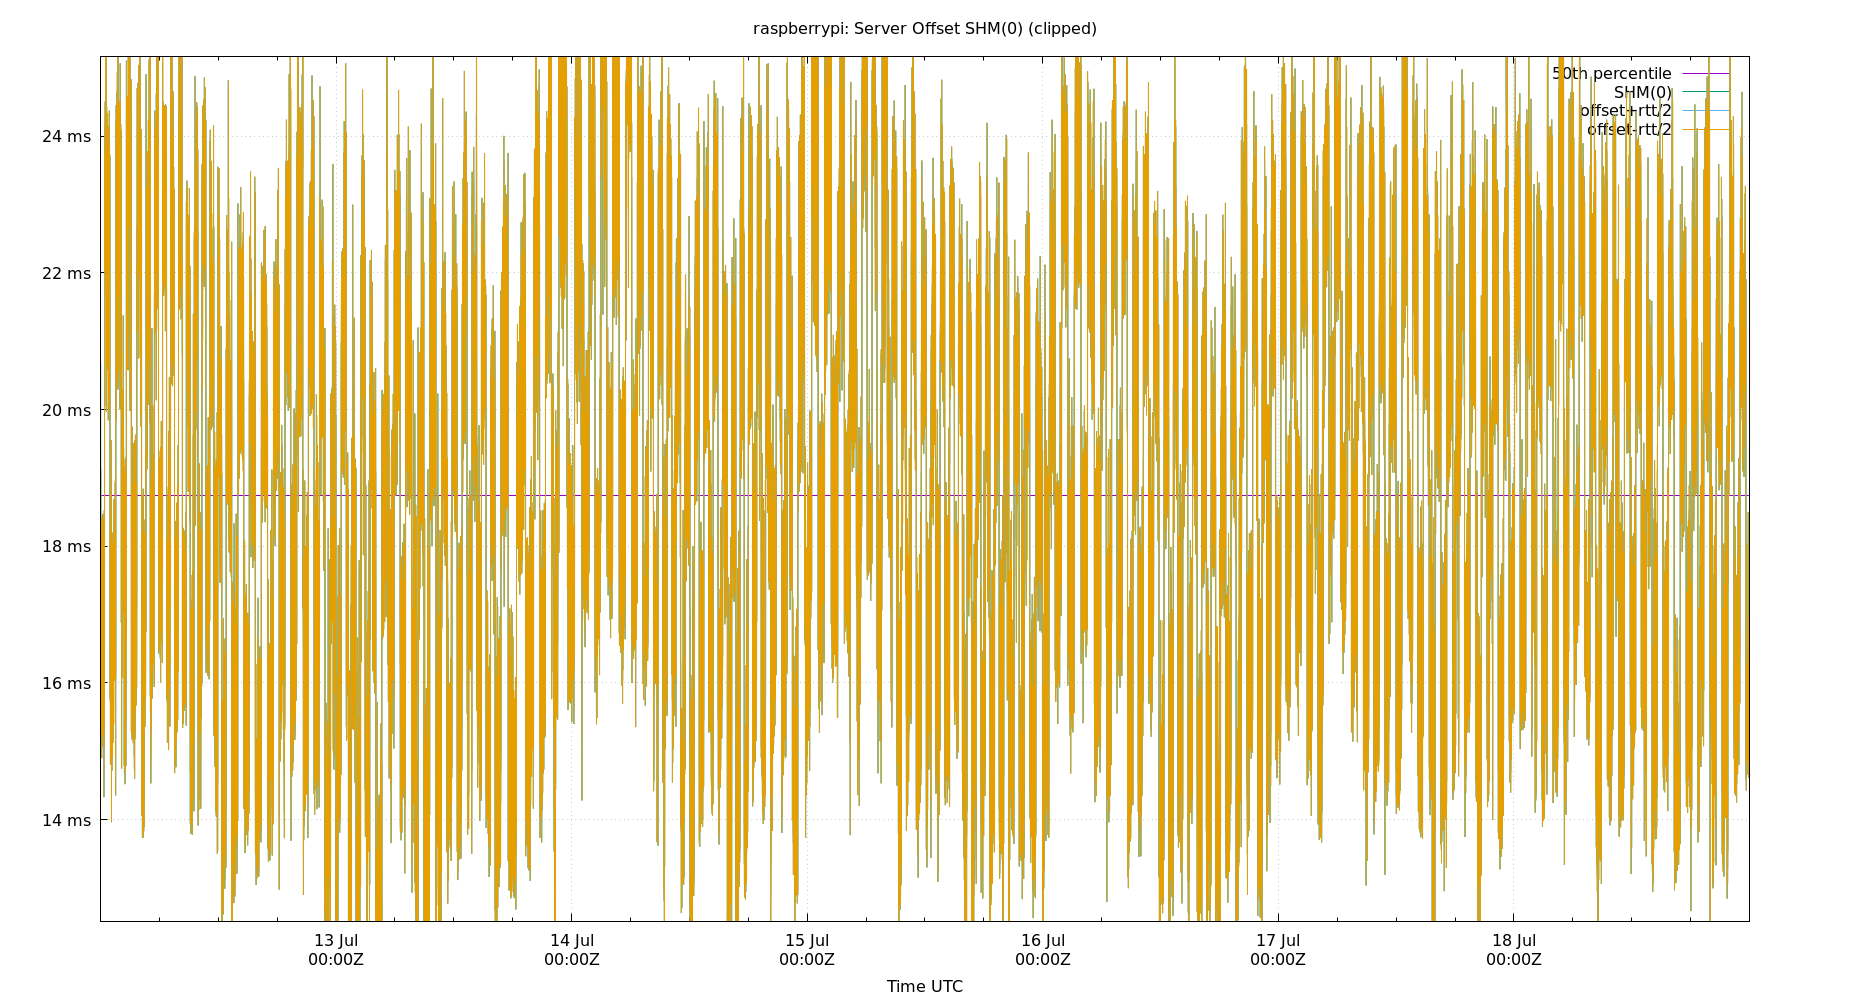 raspberrypi: Server Offset SHM(0) (clipped)
50th percentile
SHM(0)
offset+rtt/2
offset-rtt/2
24 ms
22 ms
20 ms
18 ms
16 ms
14 ms
13 Jul
00:00Z
14 Jul
00:00Z
15 Jul
00:00Z
16 Jul
00:00Z
17 Jul
00:00Z
18 Jul
00:00Z
Time UTC